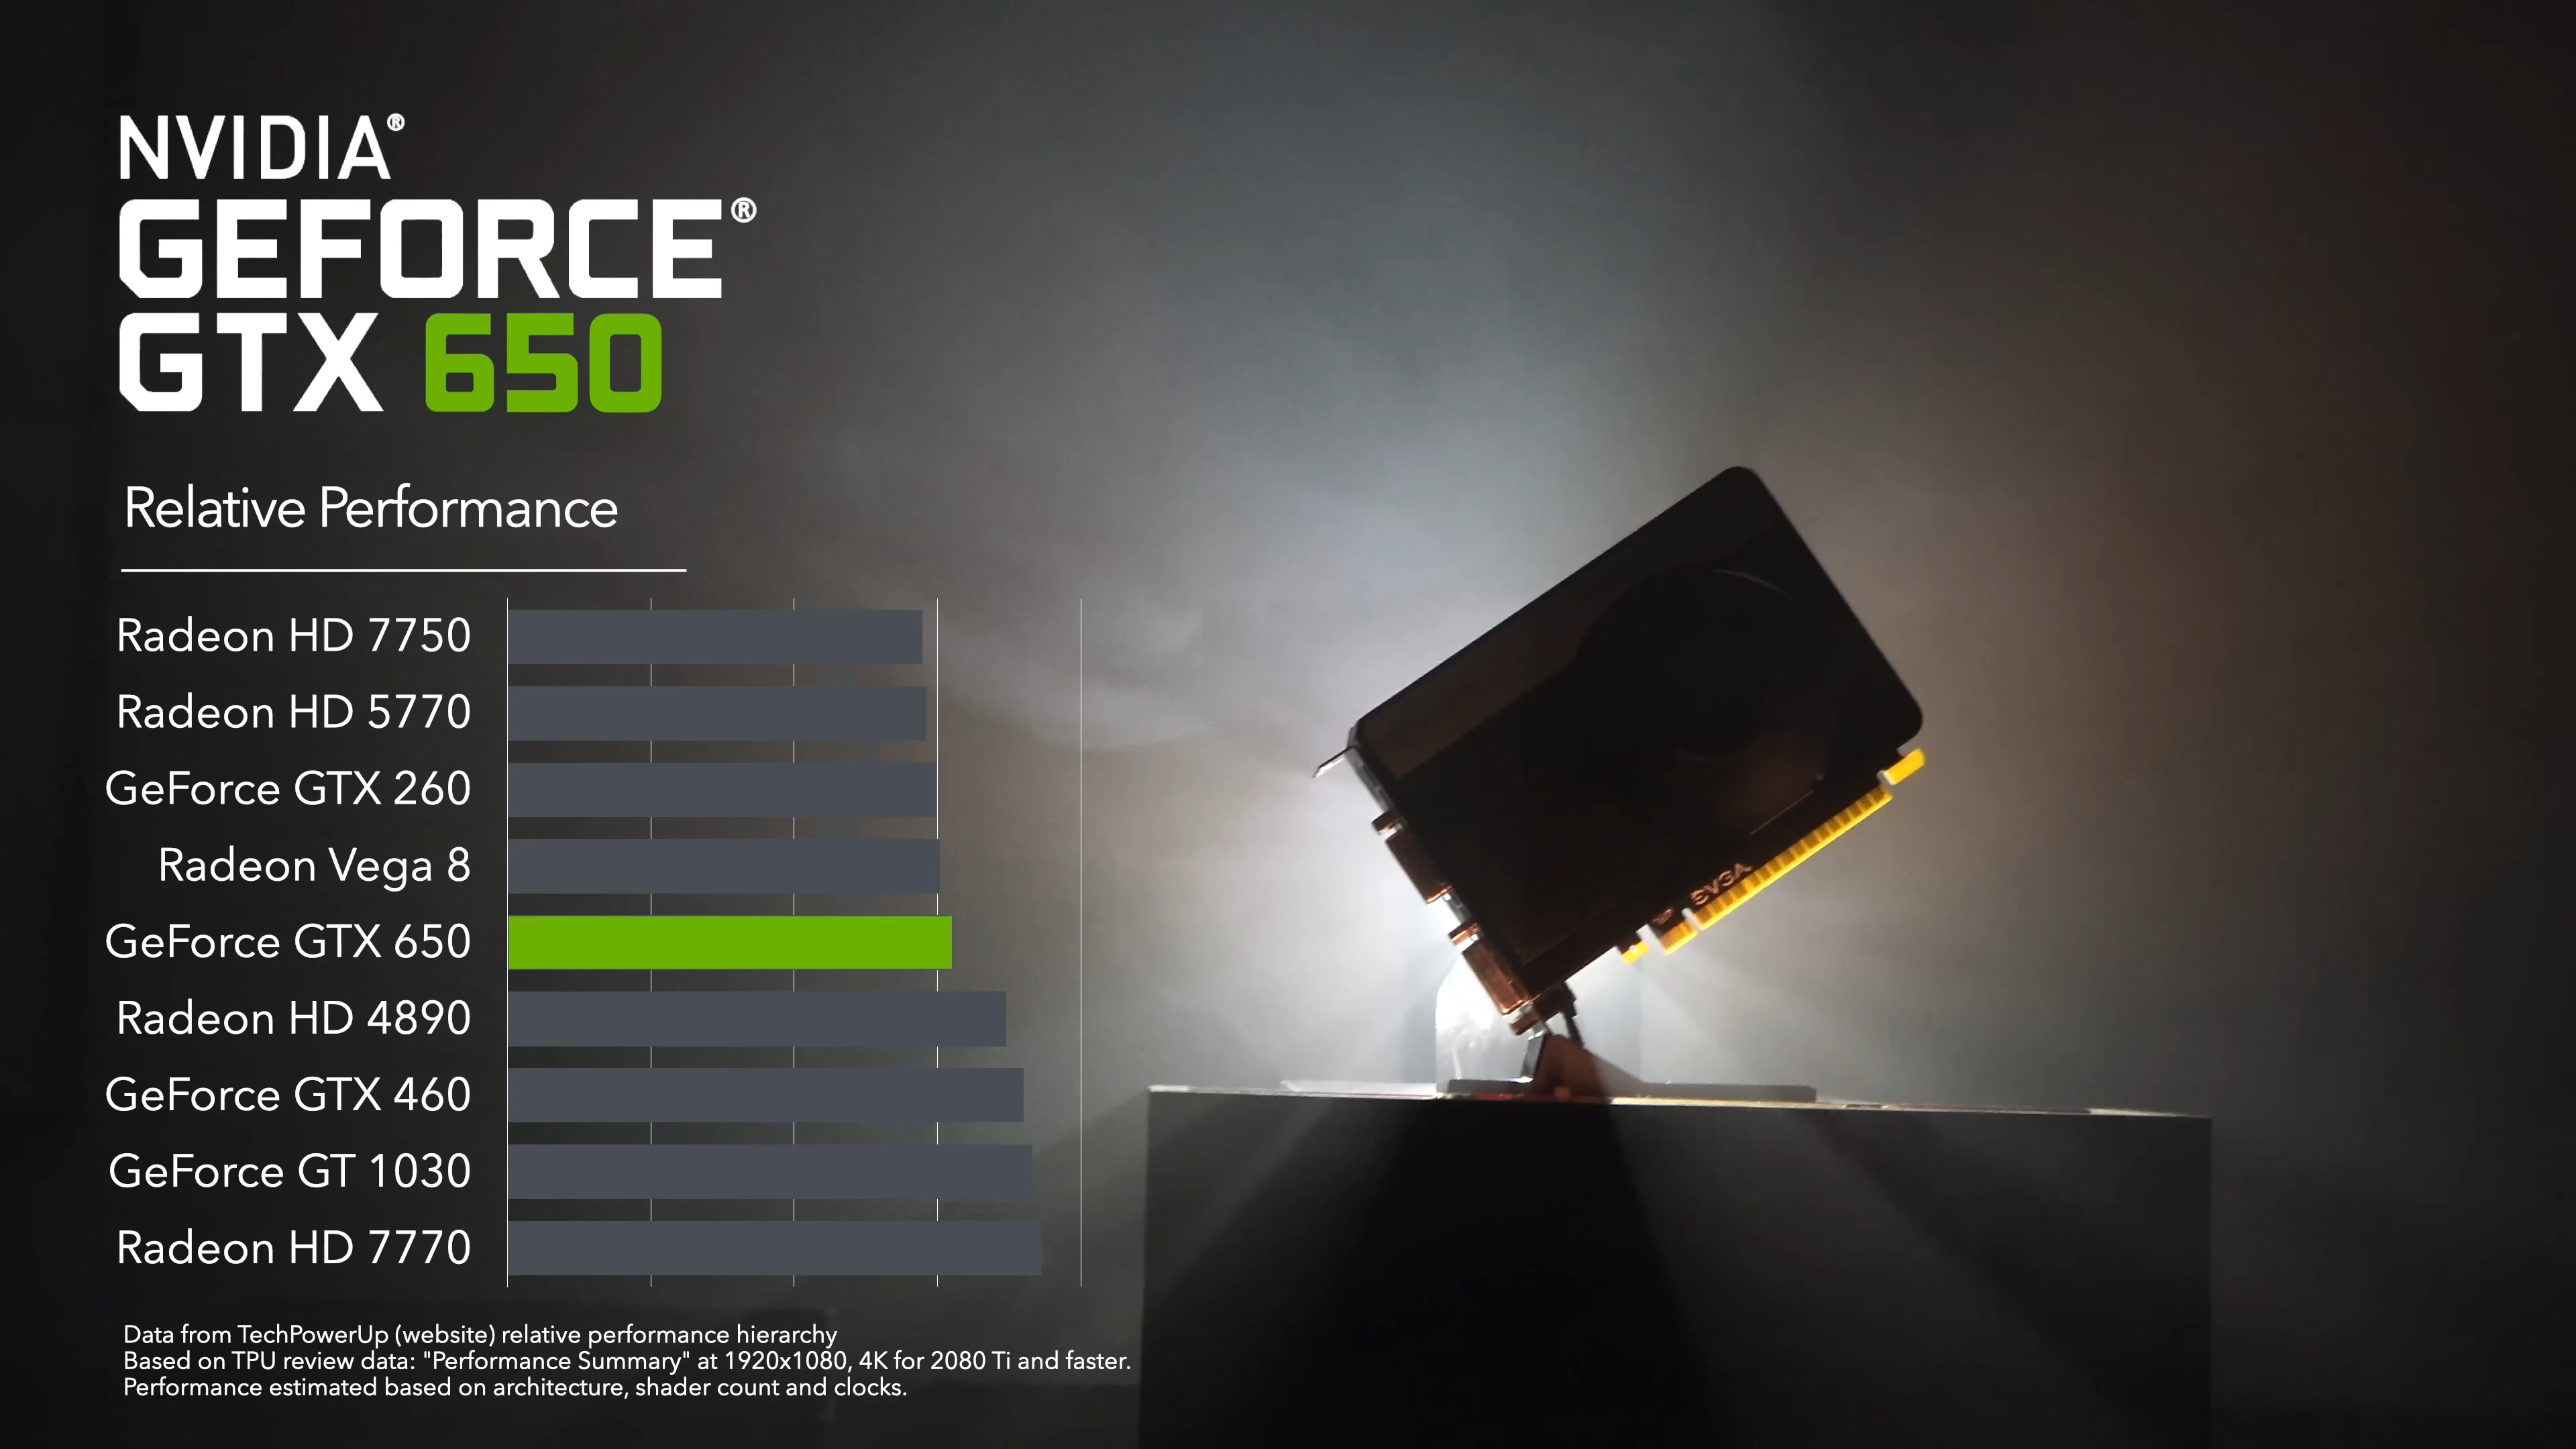 NVIDIA®
GEFORCE®
GTX 650
Relative Performance
Radeon HD 7750
Radeon HD 5770
GeForce GTX 260
Radeon Vega 8
GeForce GTX 650
Radeon HD 4890
GeForce GTX 460
GeForce GT 1030
Radeon HD 7770
Data from TechPowerUp (website) relative performance hierarchy
Based on TPU review data: "Performance Summary" at 1920x1080, 4K for 2080 Ti and faster.
Performance estimated based on architecture, shader count and clocks.
EVGA